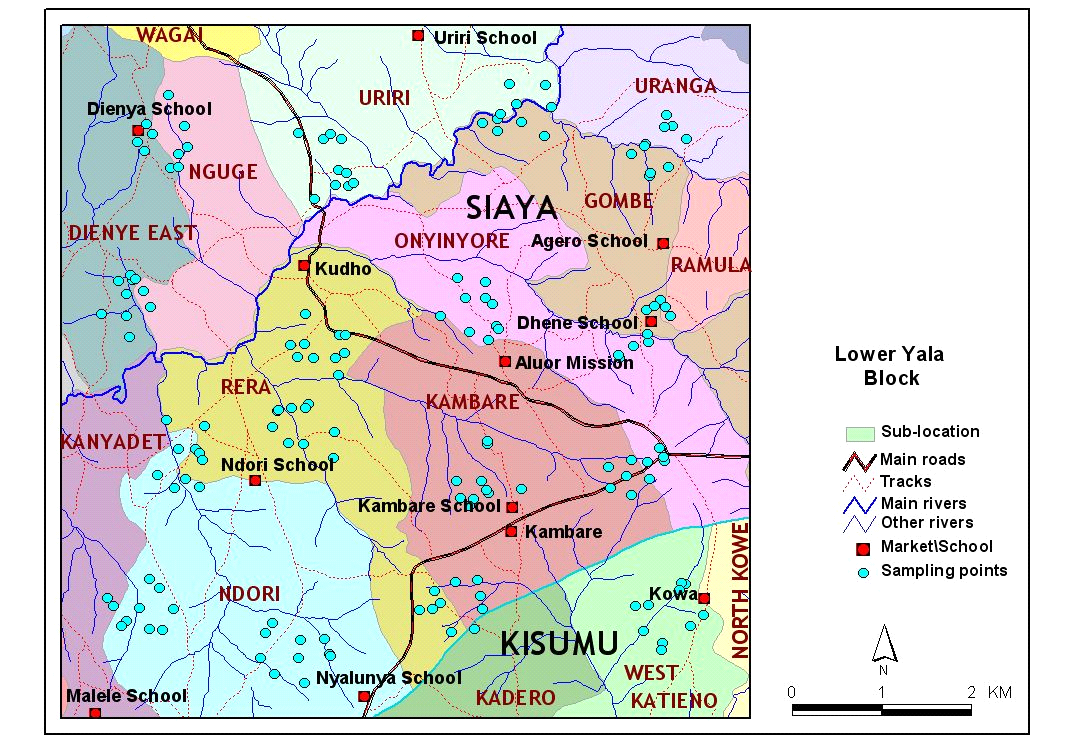 WAGAI
Uriri School
URIRI
URANGA
Dienya School
NGUGE
SIAYA
GOMBE
DIENYE EAST
ONYINYORE
Agero School
RAMULA
Kudho
Dhene School
Aluor Mission
RERA
KAMBARE
KANYADET
Ndori School
Kambare School
Kambare
NDORI
Kowa
NORTH KOWE
KISUMU
WEST
KATIENO
Nyalunya School
KADERO
Malele School
Lower Yala
Block
Sub-location
Main roads
Tracks
Main rivers
Other rivers
Market\School
Sampling points
N
0 1 2 KM